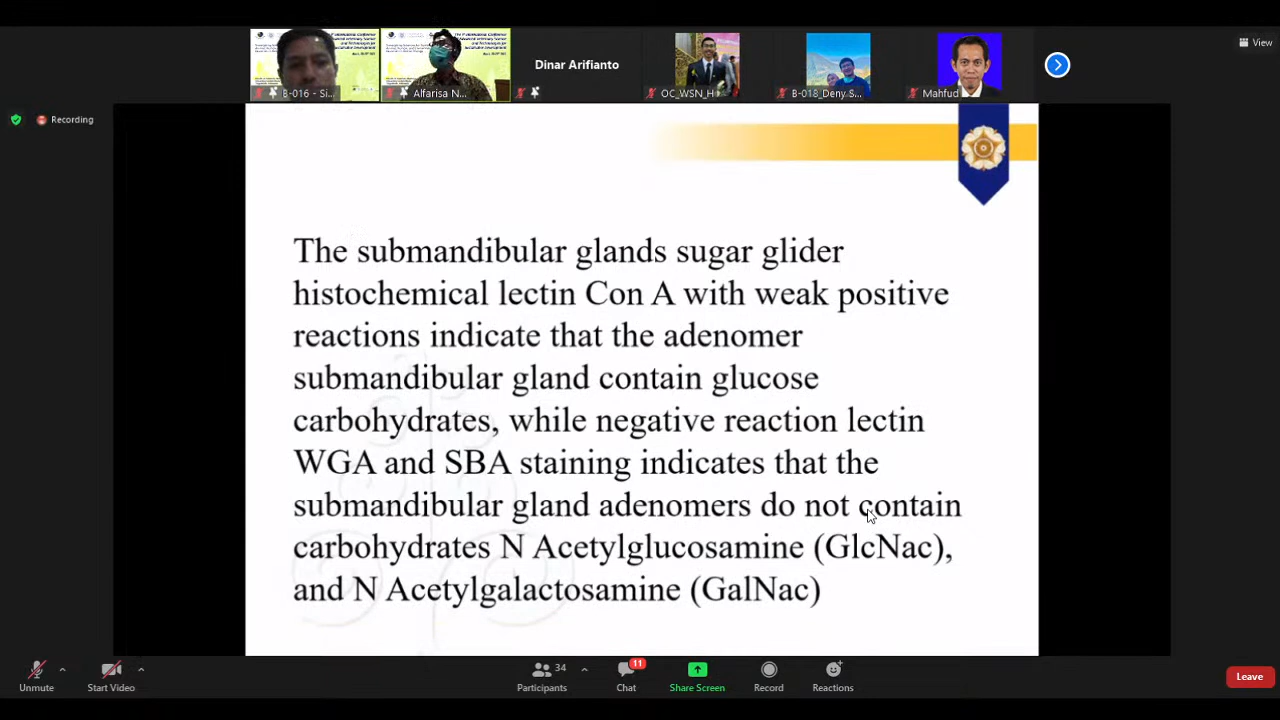 View
B-016 - Si...
Alfarisa N...
Dinar Arifianto
OC_WSN_H...
B-018_Deny S...
Mahfud
Recording
The submandibular glands sugar glider
histochemical lectin Con A with weak positive
reactions indicate that the adenomer
submandibular gland contain glucose
carbohydrates, while negative reaction lectin
WGA and SBA staining indicates that the
submandibular gland adenomers do not contain
carbohydrates N Acetylglucosamine (GlcNac),
and N Acetylgalactosamine (GalNac)
Unmute
Start Video
Participants
34
Chat
11
Share Screen
Record
Reactions
Leave